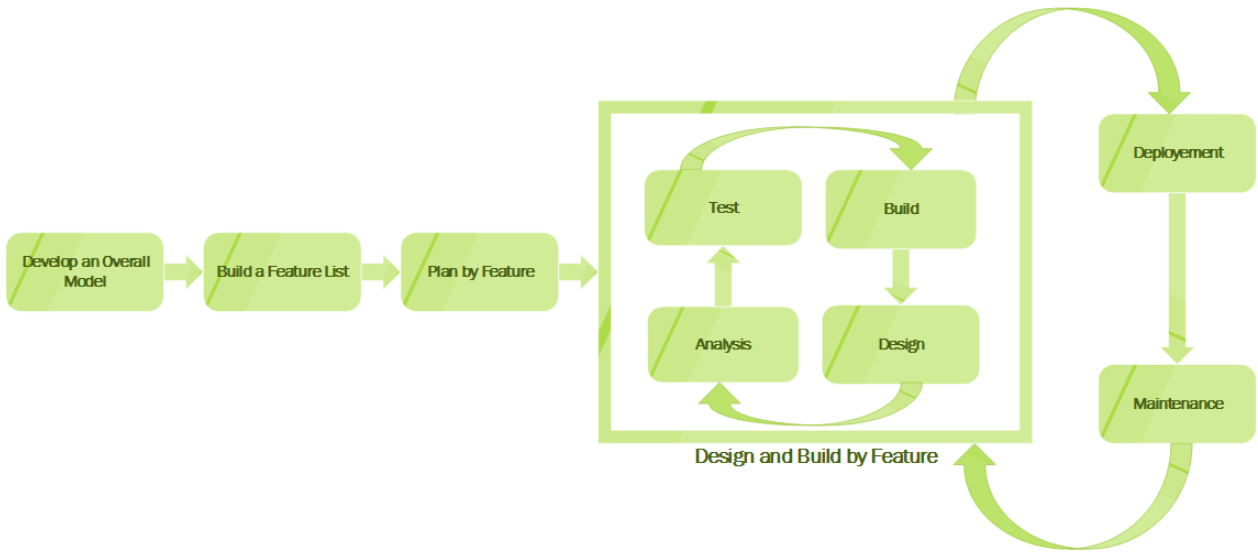 Develop an Overall
Model
Build a Feature List
Plan by Feature
Test
Build
Analysis
Design
Design and Build by Feature
Deployement
Maintenance